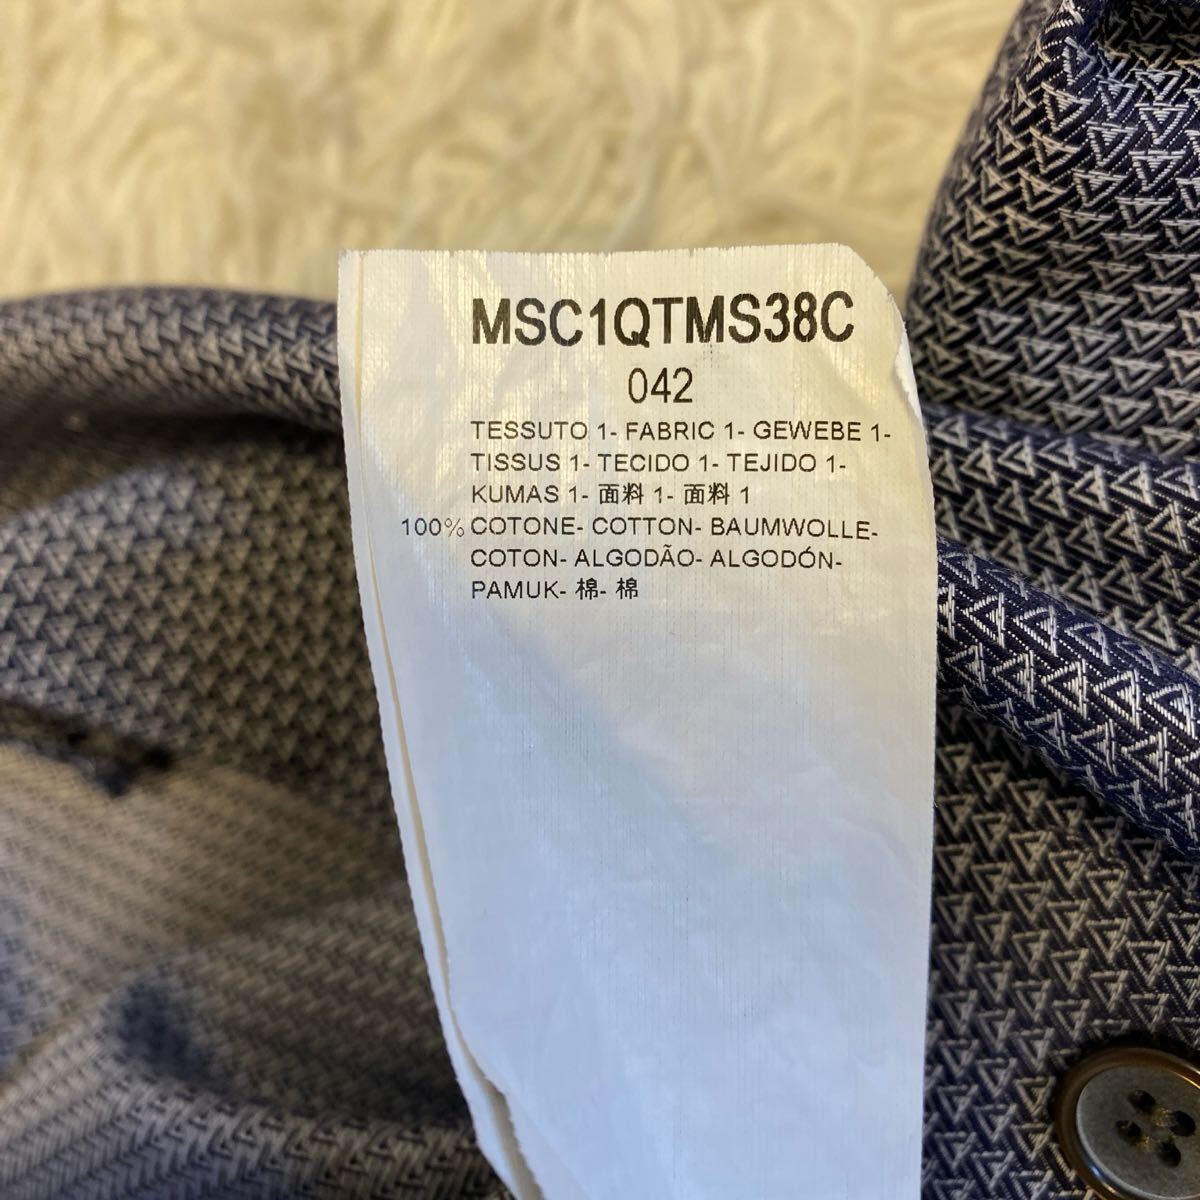 MSC1QTMS38C
042
TESSUTO 1- FABRIC 1- GEWEBE 1-
TISSUS 1- TECIDO 1- TEJIDO 1-
KUMAS 1- 面料 1- 面料 1
100% COTONE- COTTON- BAUMWOLLE-
COTON- ALGODÃO- ALGODÓN-
PAMUK- 棉- 棉